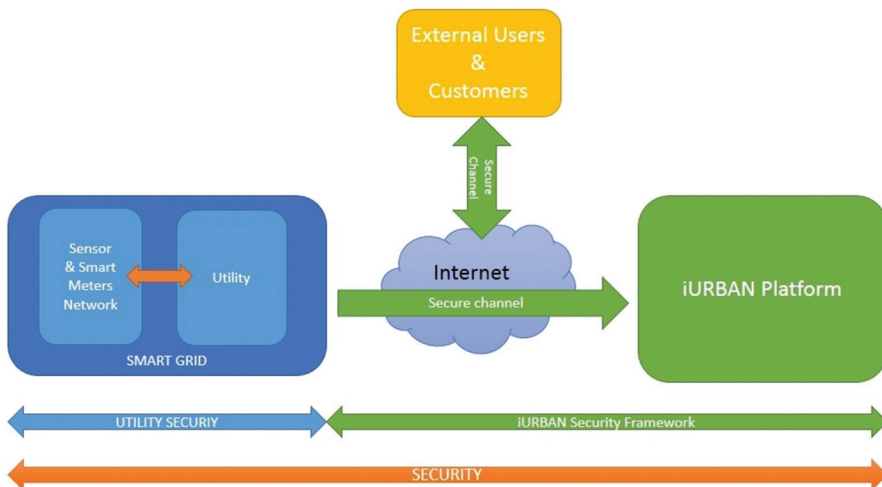 External Users
&
Customers
Secure
Channel
Sensor
& Smart
Meters
Network
Utility
SMART GRID
Internet
Secure channel
iURBAN Platform
UTILITY SECURIY
iURBAN Security Framework
SECURITY